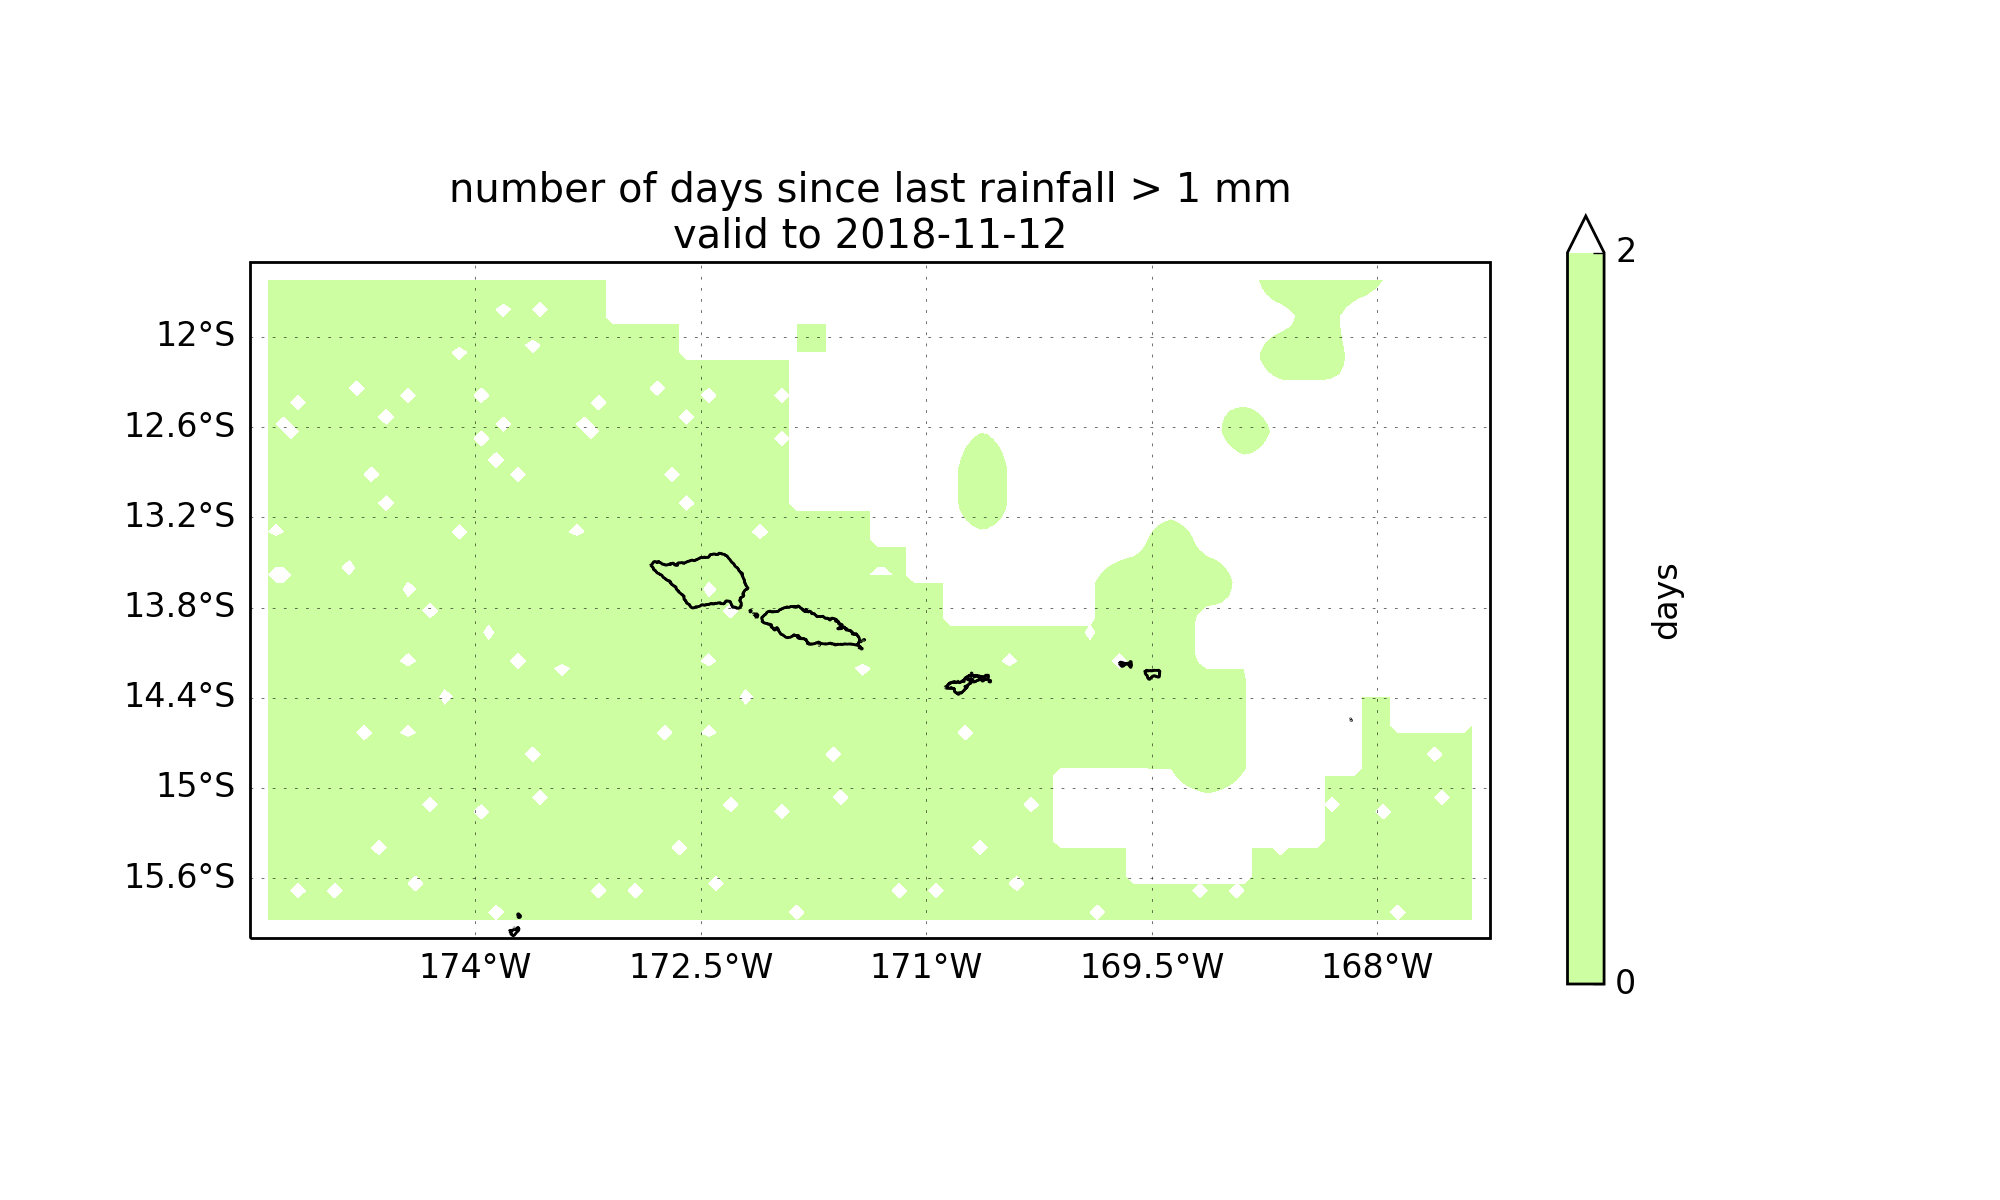 number of days since last rainfall > 1 mm
valid to 2018-11-12
2
12°S
12.6°S
13.2°S
13.8°S
days
14.4°S
15°S
15.6°S
174°W 172.5°W 171°W 169.5°W 168°W
0